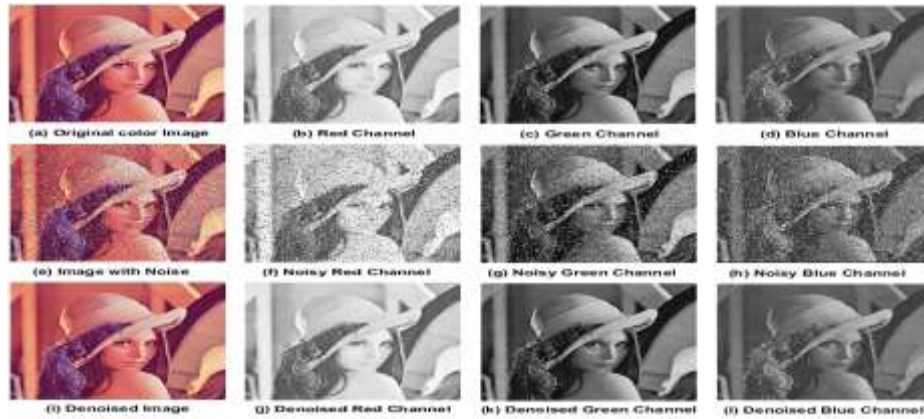 (a) Original color Image
(b) Red Channel
(c) Green Channel
(d) Blue Channel
(e) Image with Noise
(f) Noisy Red Channel
(g) Noisy Green Channel
(h) Noisy Blue Channel
(i) Denoised Image
(j) Denoised Red Channel
(k) Denoised Green Channel
(l) Denoised Blue Channel